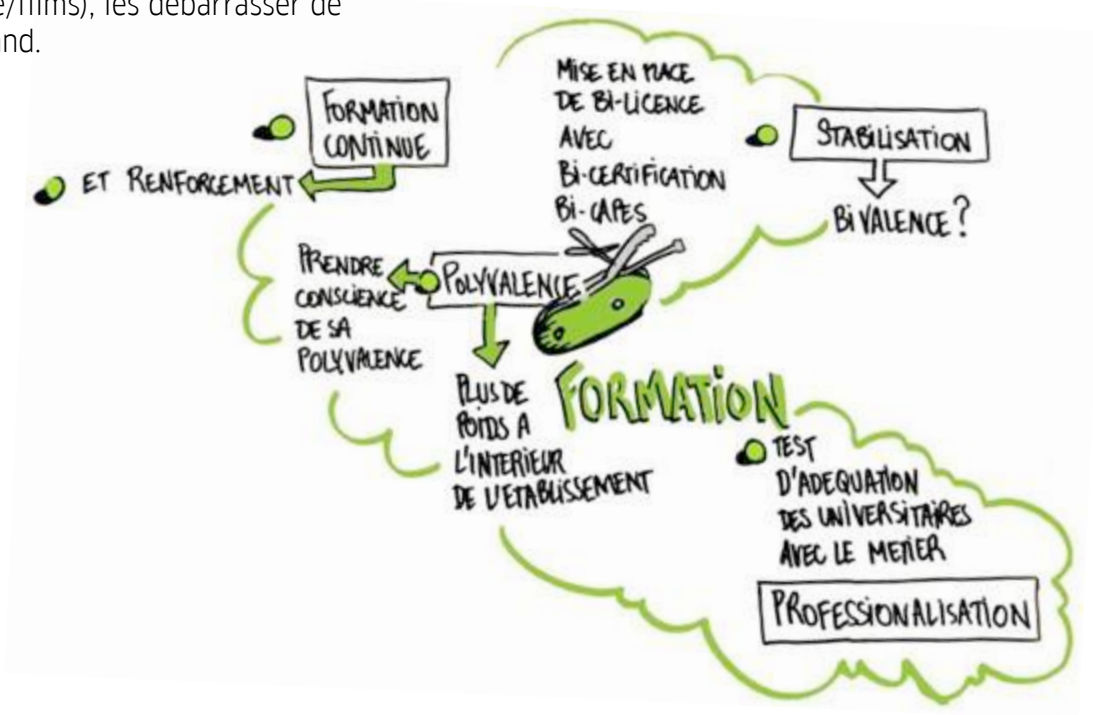 e/films), les débarrasser de
and.
FORMATION
CONTINUE
ET RENFORCEMENT
MISE EN PLACE
DE BI-LICENCE
AVEC
BI-CERTIFICATION
BI-CAPES
STABILISATION
BIVALENCE?
PRENDRE
CONSCIENCE
DE SA
POLYVALENCE
POLYVALENCE
PLUS DE
POIDS A
L'INTERIEUR
DE L'ETABLISSEMENT
FORMATION
TEST
D'ADEQUATION
DES UNIVERSITAIRES
AVEC LE METIER
PROFESSIONALISATION